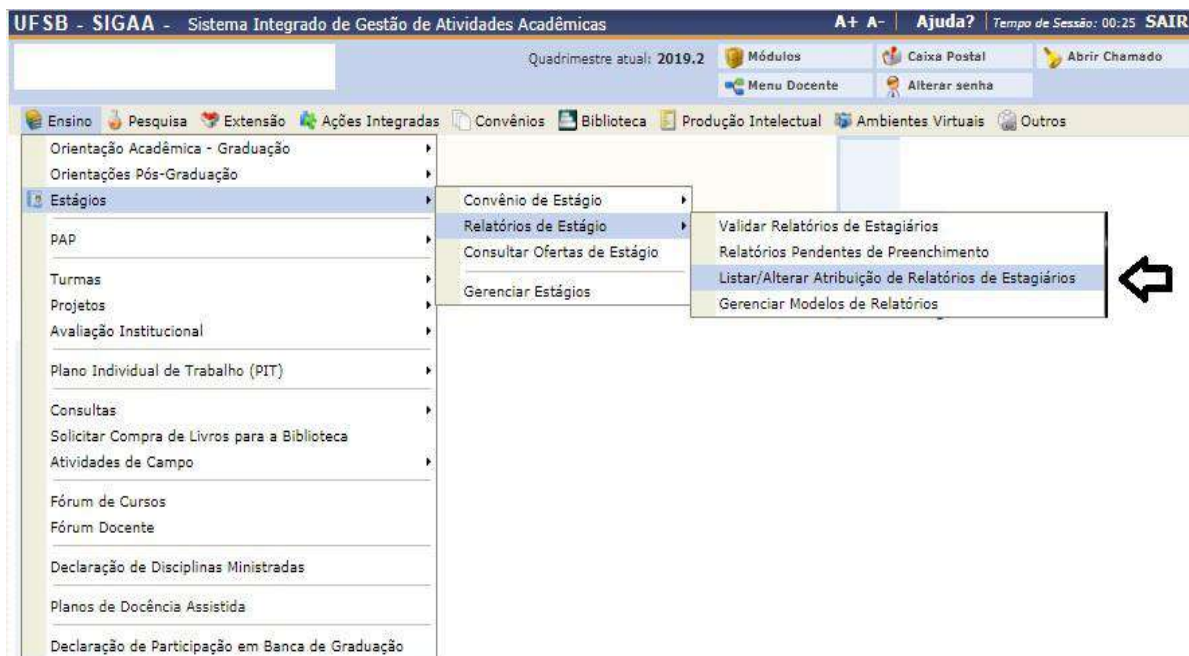 UFSB - SIGAA - Sistema Integrado de Gestão de Atividades Acadêmicas A+ A- | Ajuda? | Tempo de Sessão: 00:25 SAIR
Quadrimestre atual: 2019.2 Módulos Caixa Postal Abrir Chamado
Menu Docente Alterar senha
Ensino Pesquisa Extensão Ações Integradas Convênios Biblioteca Produção Intelectual Ambientes Virtuais Outros
Orientação Acadêmica - Graduação
Orientações Pós-Graduação
Estágios
PAP
Turmas
Projetos
Avaliação Institucional
Plano Individual de Trabalho (PIT)
Consultas
Solicitar Compra de Livros para a Biblioteca
Atividades de Campo
Fórum de Cursos
Fórum Docente
Declaração de Disciplinas Ministradas
Planos de Docência Assistida
Declaração de Participação em Banca de Graduação
Convênio de Estágio
Relatórios de Estágio
Consultar Ofertas de Estágio
Gerenciar Estágios
Validar Relatórios de Estagiários
Relatórios Pendentes de Preenchimento
Listar/Alterar Atribuição de Relatórios de Estagiários
Gerenciar Modelos de Relatórios